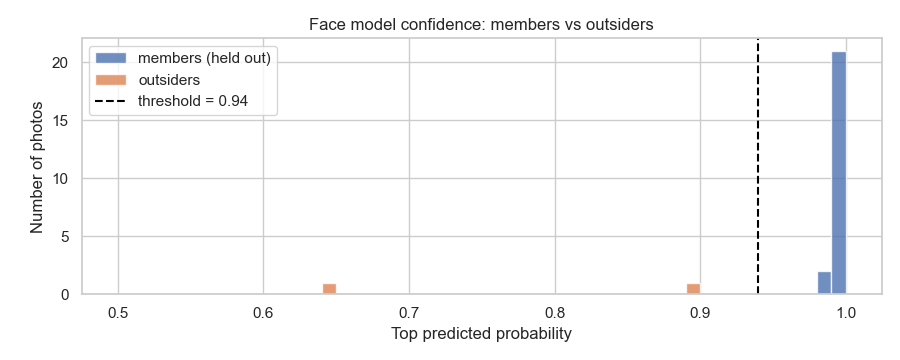 Face model confidence: members vs outsiders
members (held out)
outsiders
threshold = 0.94
Number of photos
20
15
10
5
0
0.5 0.6 0.7 0.8 0.9 1.0
Top predicted probability